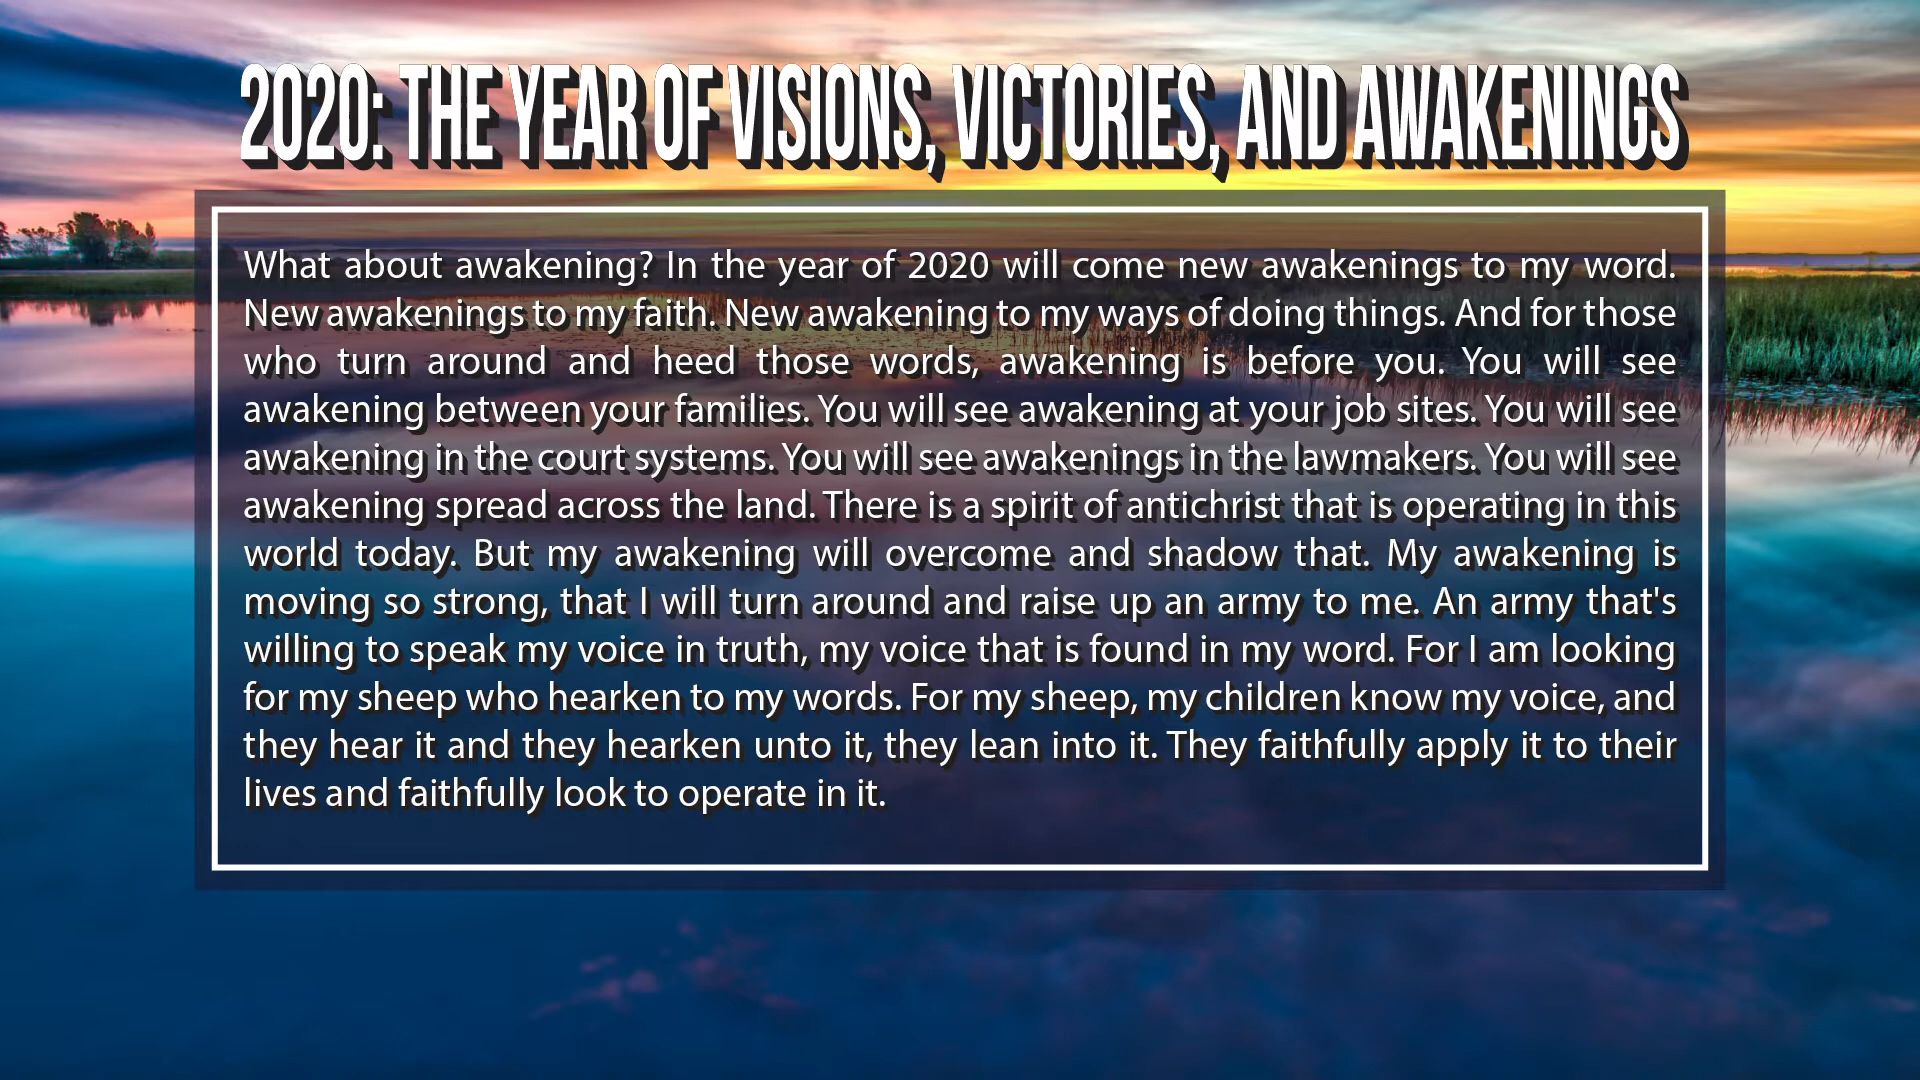 2020: THE YEAR OF VISIONS, VICTORIES, AND AWAKENINGS
What about awakening? In the year of 2020 will come new awakenings to my word.
New awakenings to my faith. New awakening to my ways of doing things. And for those
who turn around and heed those words, awakening is before you. You will see
awakening between your families. You will see awakening at your job sites. You will see
awakening in the court systems. You will see awakenings in the lawmakers. You will see
awakening spread across the land. There is a spirit of antichrist that is operating in this
world today. But my awakening will overcome and shadow that. My awakening is
moving so strong, that I will turn around and raise up an army to me. An army that's
willing to speak my voice in truth, my voice that is found in my word. For I am looking
for my sheep who hearken to my words. For my sheep, my children know my voice, and
they hear it and they hearken unto it, they lean into it. They faithfully apply it to their
lives and faithfully look to operate in it.